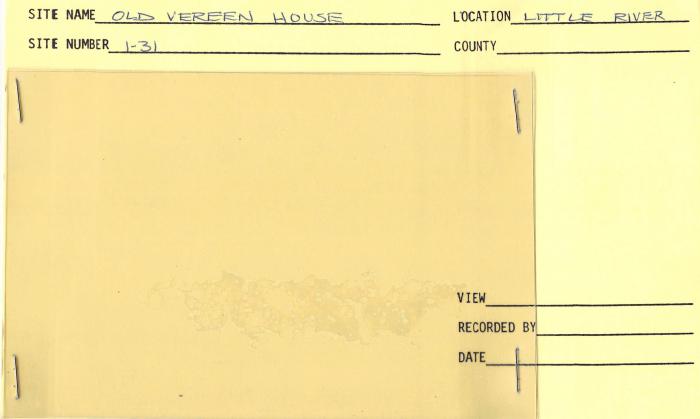 SITE NAME OLD VEREEN HOUSE LOCATION LITTLE RIVER
SITE NUMBER 1-31 COUNTY
VIEW
RECORDED BY
DATE